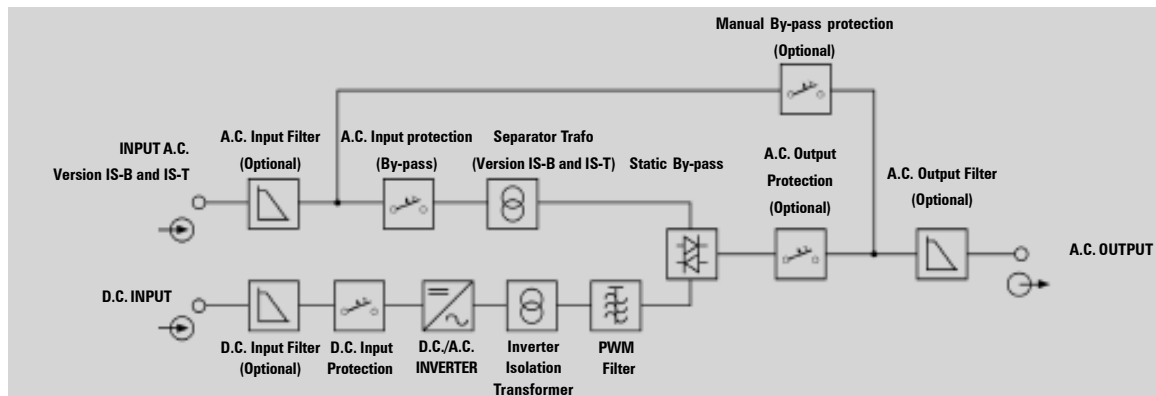 Manual By-pass protection
(Optional)
A.C. Input Filter
(Optional)
A.C. Input protection
(By-pass)
Separator Trafo
(Version IS-B and IS-T)
Static By-pass
INPUT A.C.
Version IS-B and IS-T
A.C. Output
Protection
(Optional)
A.C. Output Filter
(Optional)
A.C. OUTPUT
D.C. INPUT
D.C. Input Filter
(Optional)
D.C. Input
Protection
D.C./A.C.
INVERTER
Inverter
Isolation
Transformer
PWM
Filter